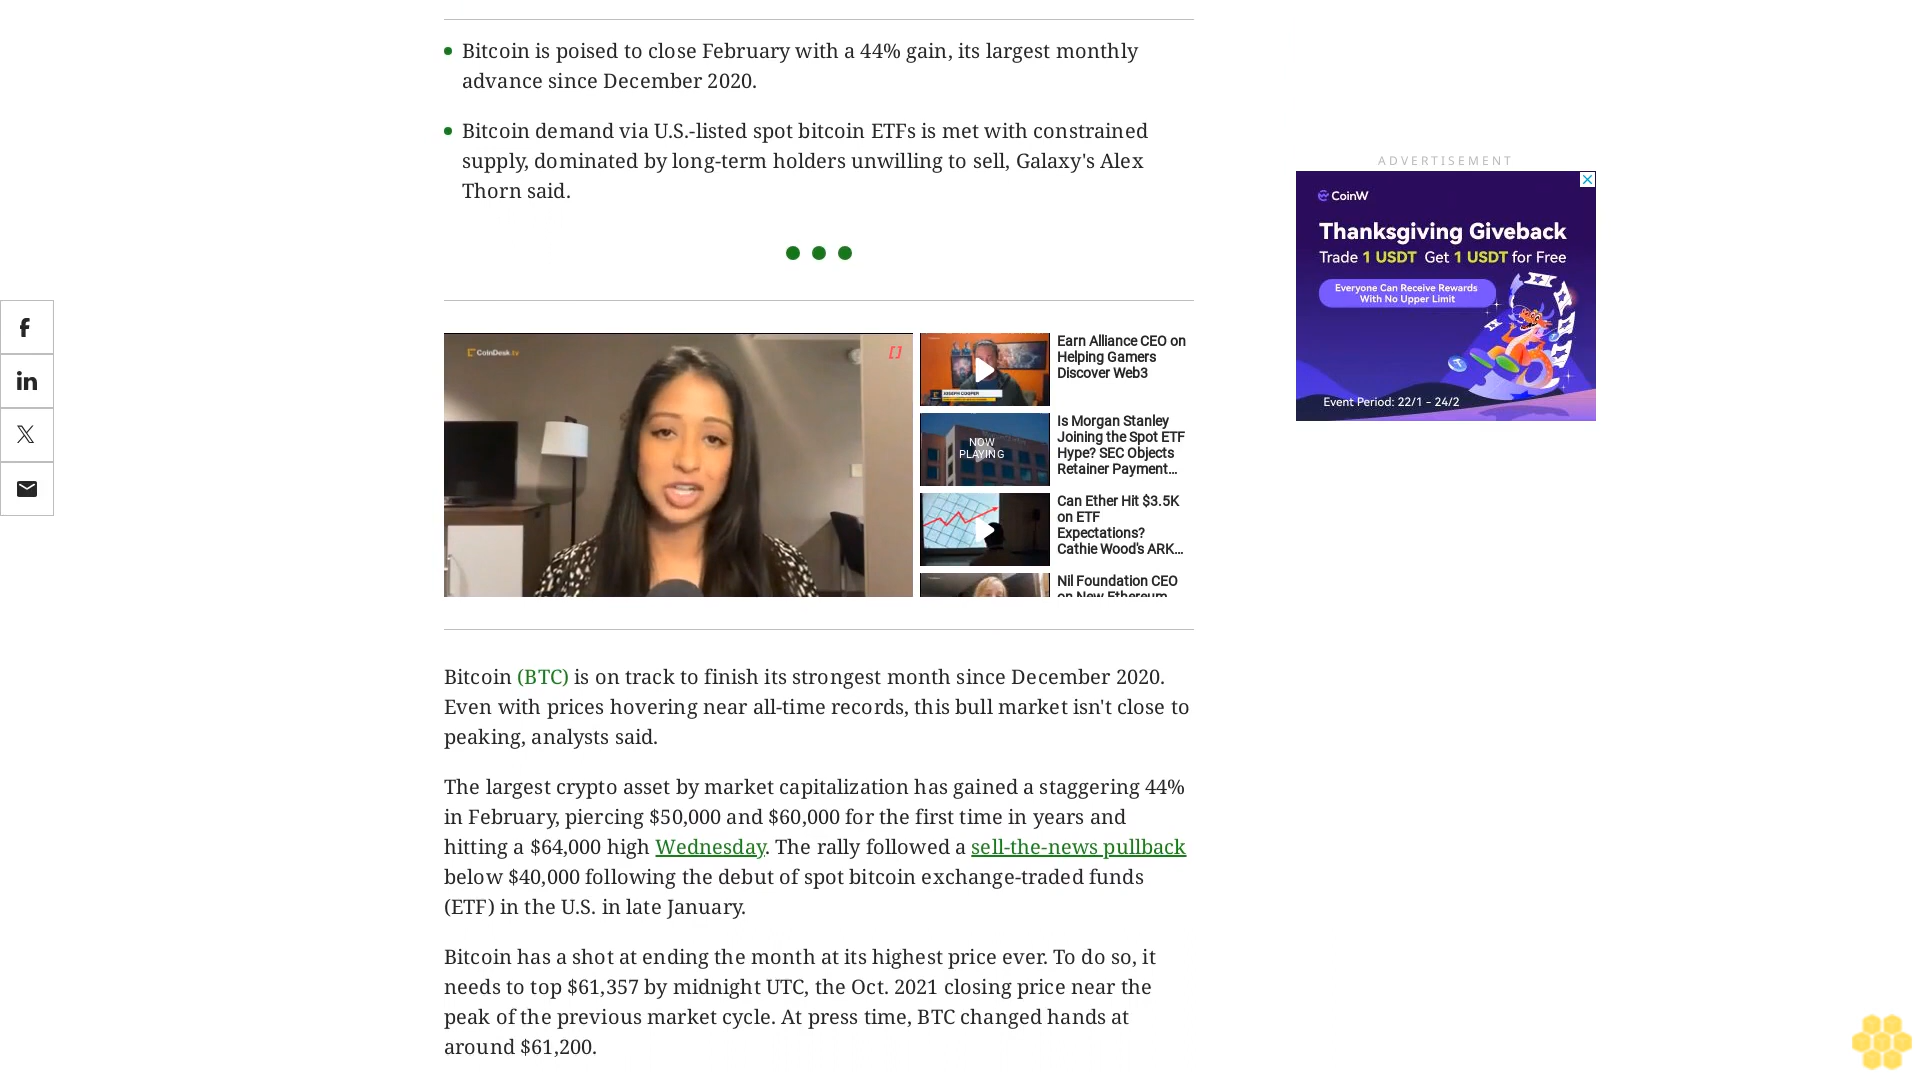 Bitcoin is poised to close February with a 44% gain, its largest monthly
advance since December 2020.
Bitcoin demand via U.S.-listed spot bitcoin ETFs is met with constrained
supply, dominated by long-term holders unwilling to sell, Galaxy's Alex
Thorn said.
ADVERTISEMENT
CoinW
Thanksgiving Giveback
Trade 1 USDT Get 1 USDT for Free
Everyone Can Receive Rewards
With No Upper Limit
Event Period: 22/1 - 24/2
f
in
X
CoinDesk.tv
JOSEPH COOPER
Earn Alliance CEO on
Helping Gamers
Discover Web3
NOW
PLAYING
Is Morgan Stanley
Joining the Spot ETF
Hype? SEC Objects
Retainer Payment...
Can Ether Hit $3.5K
on ETF
Expectations?
Cathie Wood's ARK...
Nil Foundation CEO
on New Ethereum
Bitcoin (BTC) is on track to finish its strongest month since December 2020.
Even with prices hovering near all-time records, this bull market isn't close to
peaking, analysts said.
The largest crypto asset by market capitalization has gained a staggering 44%
in February, piercing $50,000 and $60,000 for the first time in years and
hitting a $64,000 high Wednesday. The rally followed a sell-the-news pullback
below $40,000 following the debut of spot bitcoin exchange-traded funds
(ETF) in the U.S. in late January.
Bitcoin has a shot at ending the month at its highest price ever. To do so, it
needs to top $61,357 by midnight UTC, the Oct. 2021 closing price near the
peak of the previous market cycle. At press time, BTC changed hands at
around $61,200.